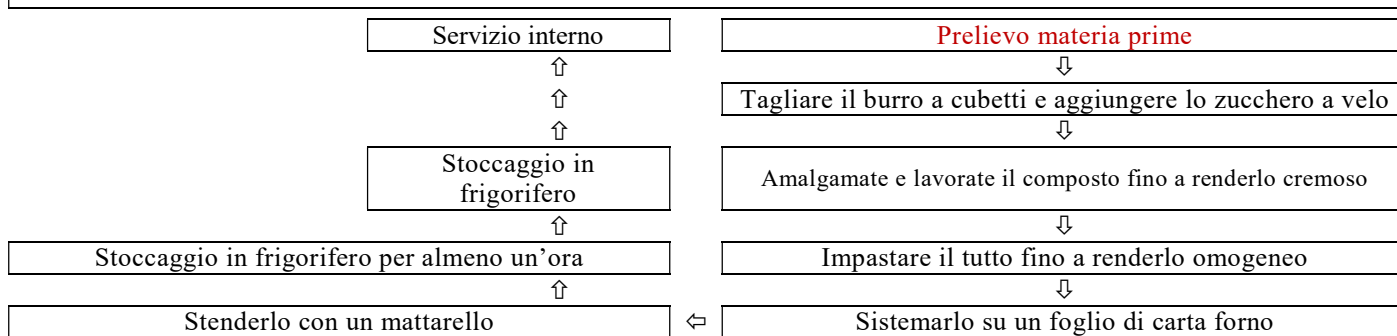 Servizio interno
Prelievo materia prime
⇧
⇩
⇧
Tagliare il burro a cubetti e aggiungere lo zucchero a velo
⇧
⇩
Stoccaggio in
frigorifero
Amalgamate e lavorate il composto fino a renderlo cremoso
⇧
⇩
Stoccaggio in frigorifero per almeno un’ora
Impastare il tutto fino a renderlo omogeneo
⇧
⇩
Stenderlo con un mattarello
⇦
Sistemarlo su un foglio di carta forno